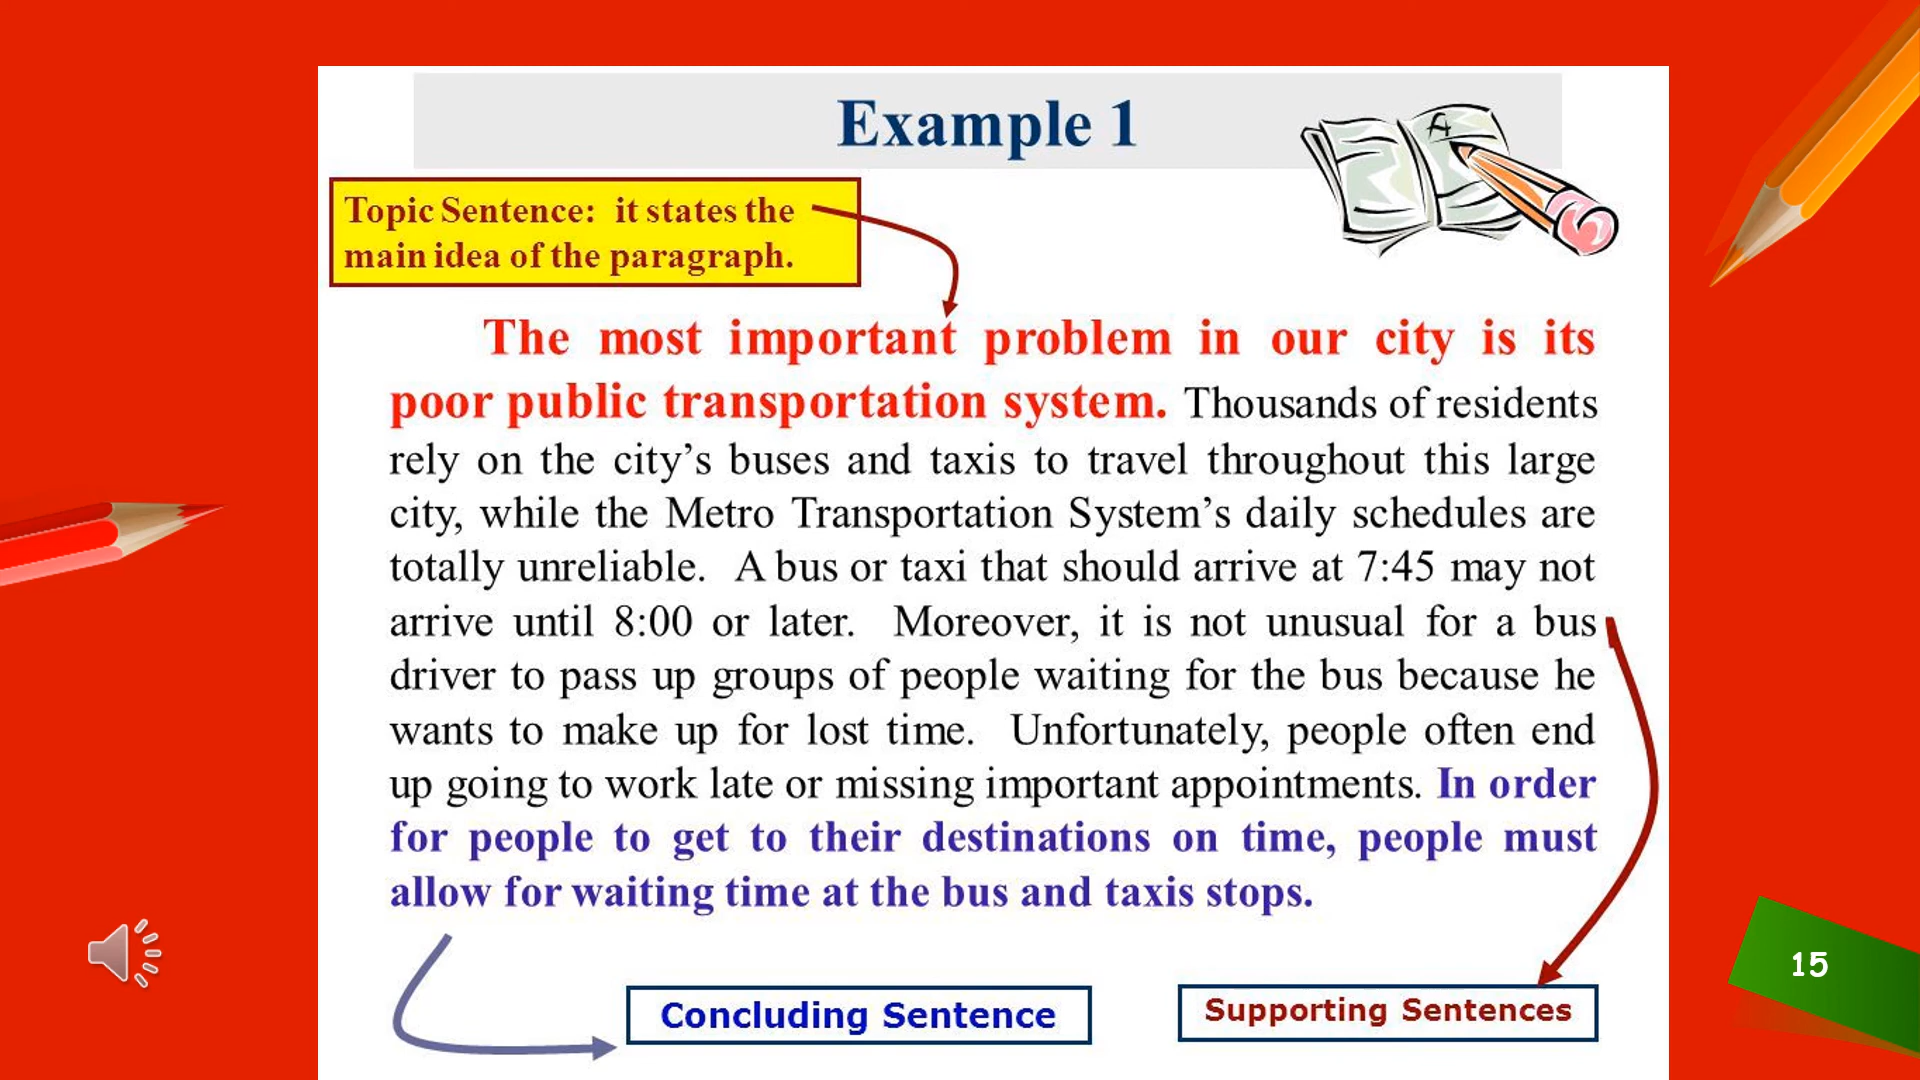 Example 1
A
Topic Sentence: it states the
main idea of the paragraph.
The most important problem in our city is its
poor public transportation system. Thousands of residents
rely on the city’s buses and taxis to travel throughout this large
city, while the Metro Transportation System’s daily schedules are
totally unreliable. A bus or taxi that should arrive at 7:45 may not
arrive until 8:00 or later. Moreover, it is not unusual for a bus
driver to pass up groups of people waiting for the bus because he
wants to make up for lost time. Unfortunately, people often end
up going to work late or missing important appointments. In order
for people to get to their destinations on time, people must
allow for waiting time at the bus and taxis stops.
Concluding Sentence
Supporting Sentences
15